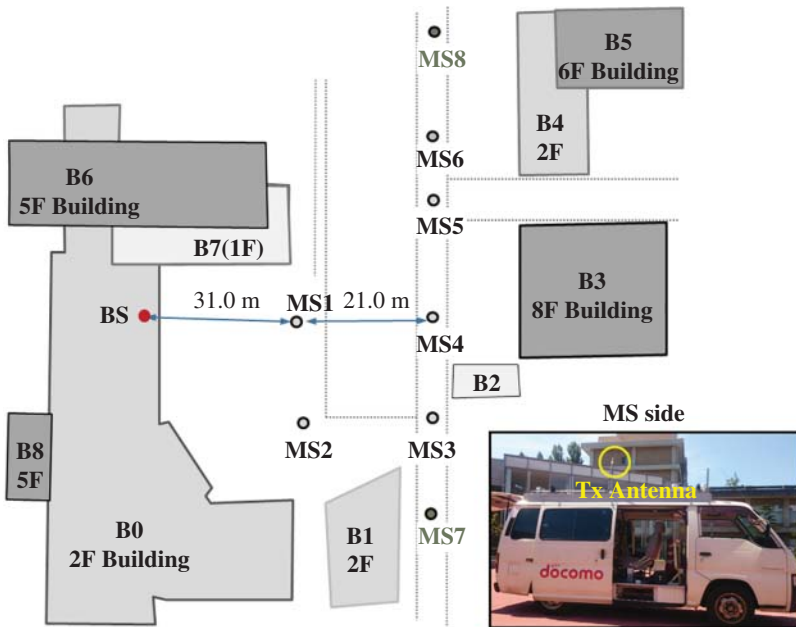 MS8
B5
6F Building
B4
2F
MS6
B6
5F Building
MS5
B7(1F)
31.0 m
MS1
21.0 m
B3
8F Building
BS
MS4
B2
MS side
MS2
MS3
B8
5F
Tx Antenna
B0
2F Building
B1
2F
MS7
döcomo